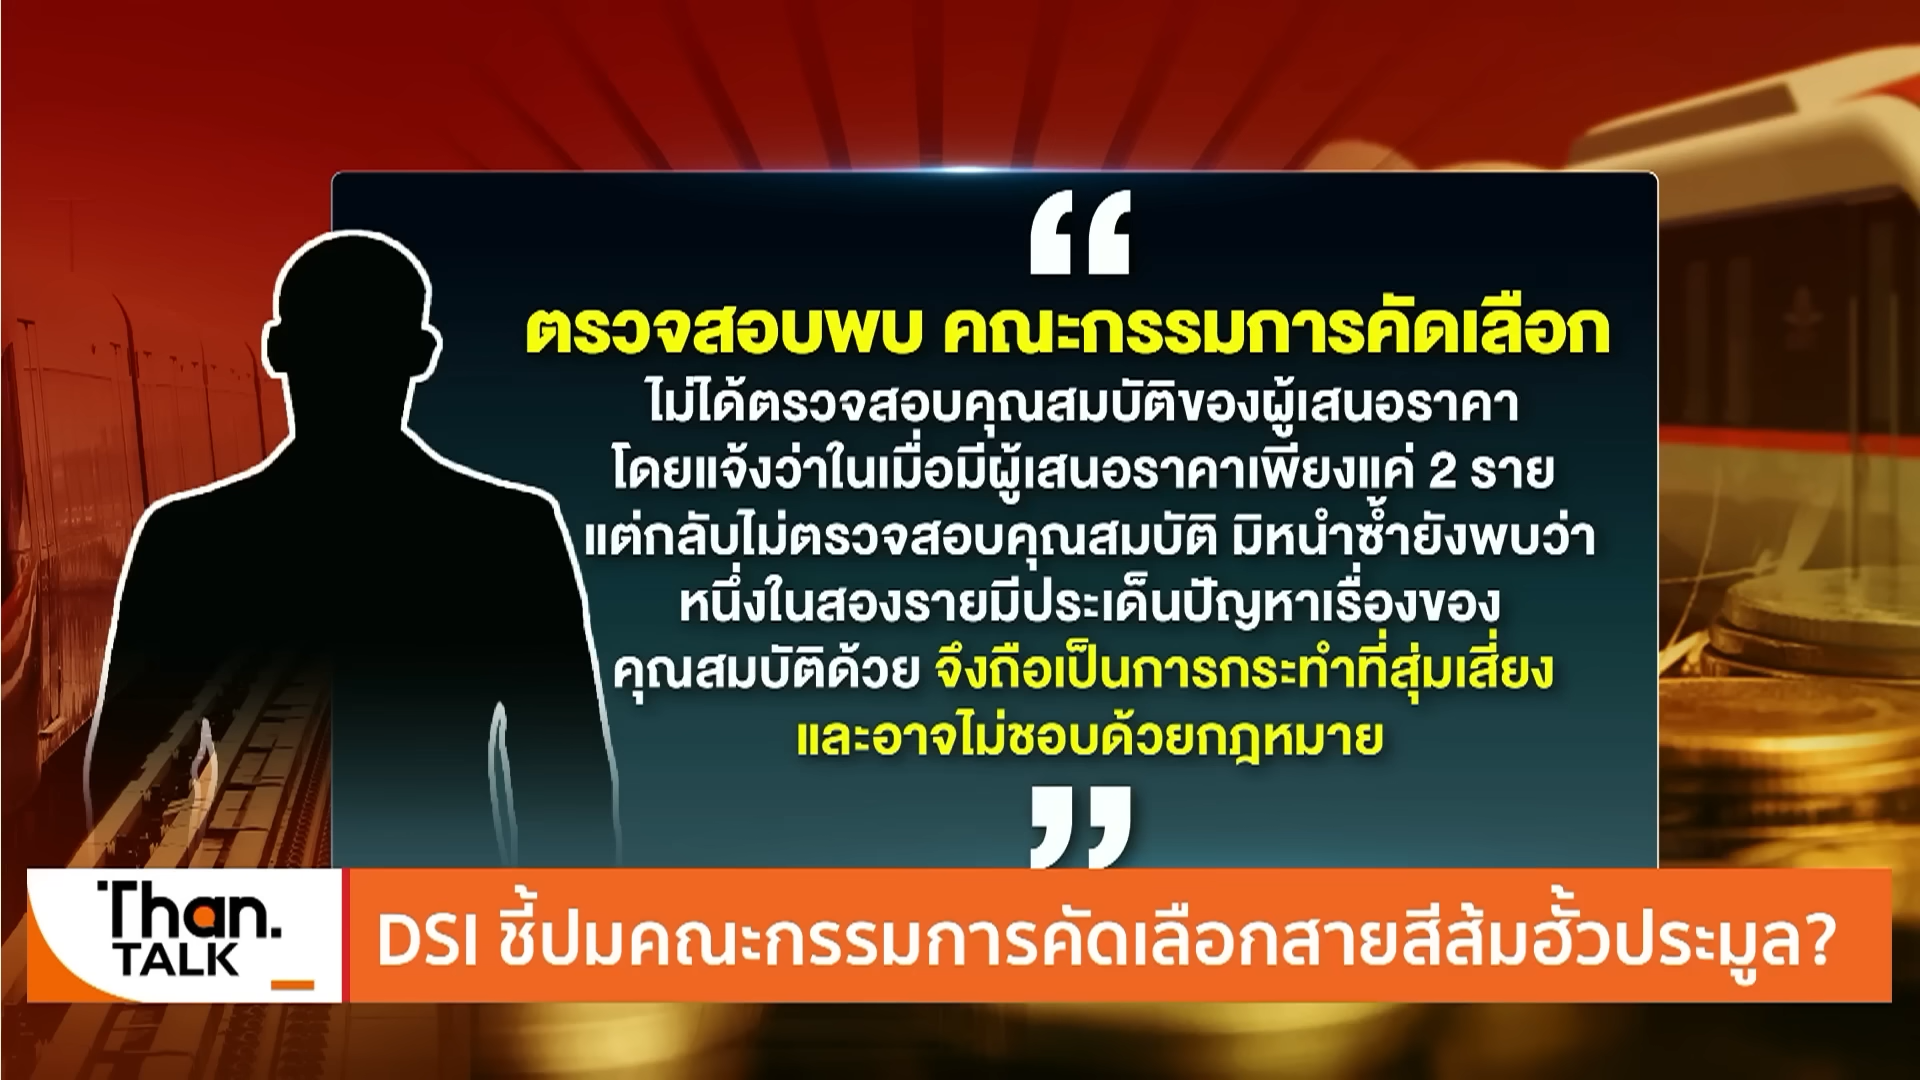 “
ตรวจสอบพบ คณะกรรมการคัดเลือก
ไม่ได้ตรวจสอบคุณสมบัติของผู้เสนอราคา
โดยแจ้งว่าในเมื่อมีผู้เสนอราคาเพียงแค่ 2 ราย
แต่กลับไม่ตรวจสอบคุณสมบัติ มิหนำซ้ำยังพบว่า
หนึ่งในสองรายมีประเด็นปัญหาเรื่องของ
คุณสมบัติด้วย จึงถือเป็นการกระทำที่สุ่มเสี่ยง
และอาจไม่ชอบด้วยกฎหมาย
”
Than.
TALK
DSI ชี้ปมคณะกรรมการคัดเลือกสายสีส้มฮั้วประมูล?